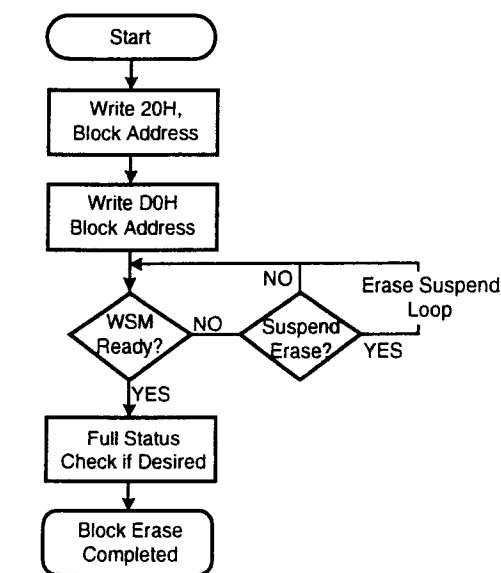 Start
Write 20H,
Block Address
Write D0H
Block Address
NO
Erase Suspend
Loop
WSM
Ready?
NO
Suspend
Erase?
YES
YES
Full Status
Check if Desired
Block Erase
Completed